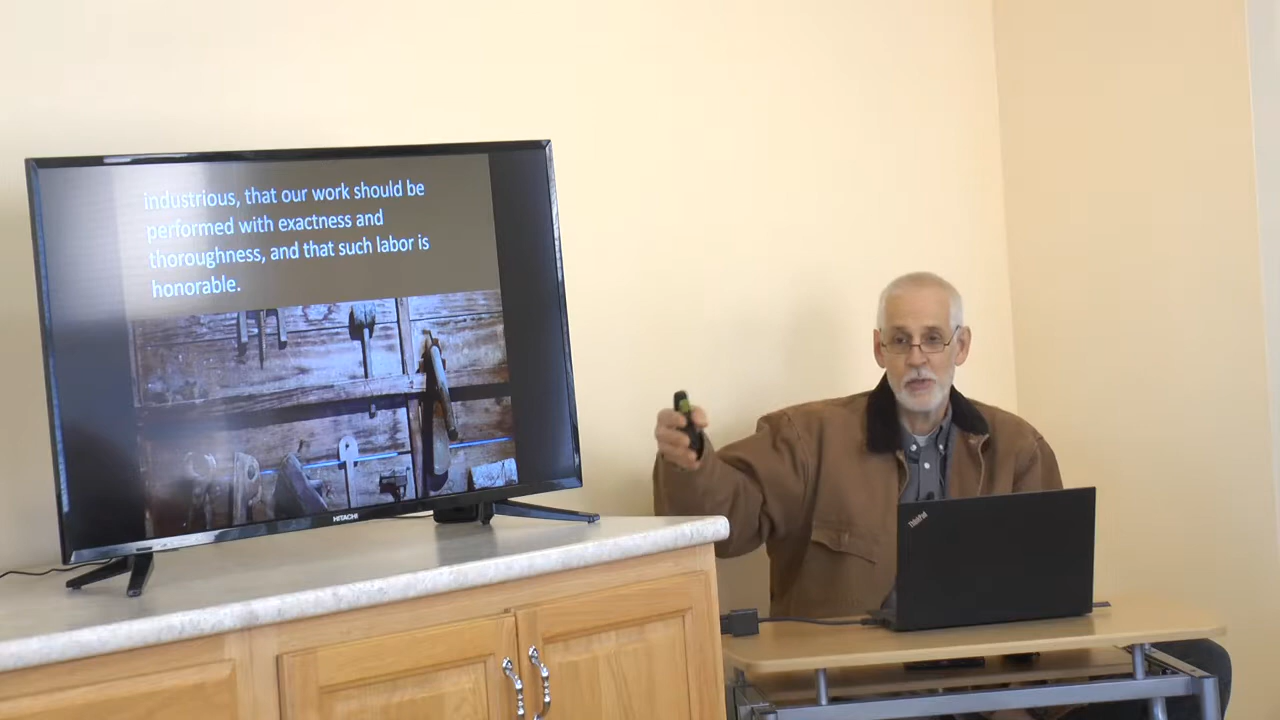 industrious, that our work should be
performed with exactness and
thoroughness, and that such labor is
honorable.
HITACHI
ThinkPad